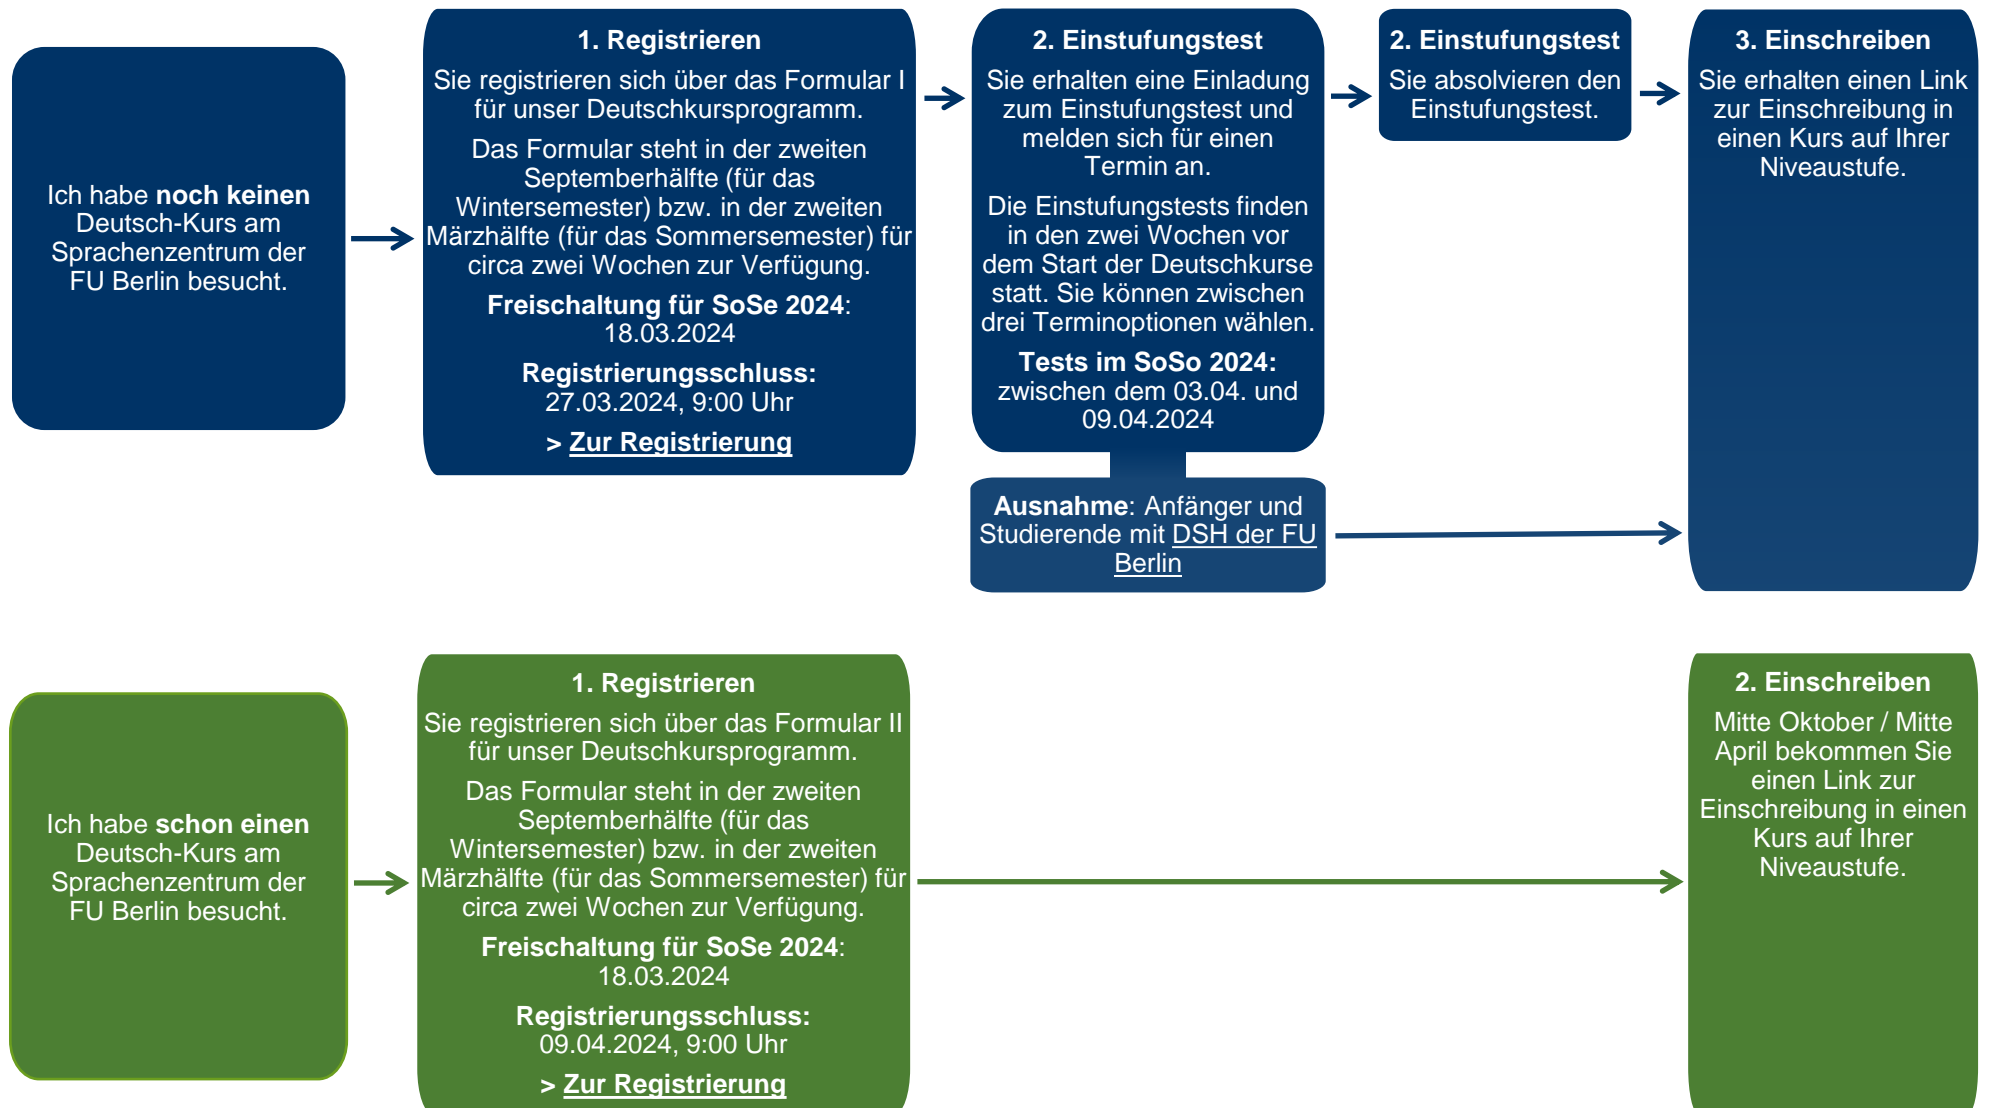 Ich habe noch keinen
Deutsch-Kurs am
Sprachenzentrum der
FU Berlin besucht.
1. Registrieren
Sie registrieren sich über das Formular I
für unser Deutschkursprogramm.
Das Formular steht in der zweiten
Septemberhälfte (für das
Wintersemester) bzw. in der zweiten
Märzhälfte (für das Sommersemester) für
circa zwei Wochen zur Verfügung.
Freischaltung für SoSe 2024:
18.03.2024
Registrierungsschluss:
27.03.2024, 9:00 Uhr
> Zur Registrierung
2. Einstufungstest
Sie erhalten eine Einladung
zum Einstufungstest und
melden sich für einen
Termin an.
Die Einstufungstests finden
in den zwei Wochen vor
dem Start der Deutschkurse
statt. Sie können zwischen
drei Terminoptionen wählen.
Tests im SoSo 2024:
zwischen dem 03.04. und
09.04.2024
Ausnahme: Anfänger und
Studierende mit DSH der FU
Berlin
2. Einstufungstest
Sie absolvieren den
Einstufungstest.
3. Einschreiben
Sie erhalten einen Link
zur Einschreibung in
einen Kurs auf Ihrer
Niveaustufe.
Ich habe schon einen
Deutsch-Kurs am
Sprachenzentrum der
FU Berlin besucht.
1. Registrieren
Sie registrieren sich über das Formular II
für unser Deutschkursprogramm.
Das Formular steht in der zweiten
Septemberhälfte (für das
Wintersemester) bzw. in der zweiten
Märzhälfte (für das Sommersemester) für
circa zwei Wochen zur Verfügung.
Freischaltung für SoSe 2024:
18.03.2024
Registrierungsschluss:
09.04.2024, 9:00 Uhr
> Zur Registrierung
2. Einschreiben
Mitte Oktober / Mitte
April bekommen Sie
einen Link zur
Einschreibung in einen
Kurs auf Ihrer
Niveaustufe.